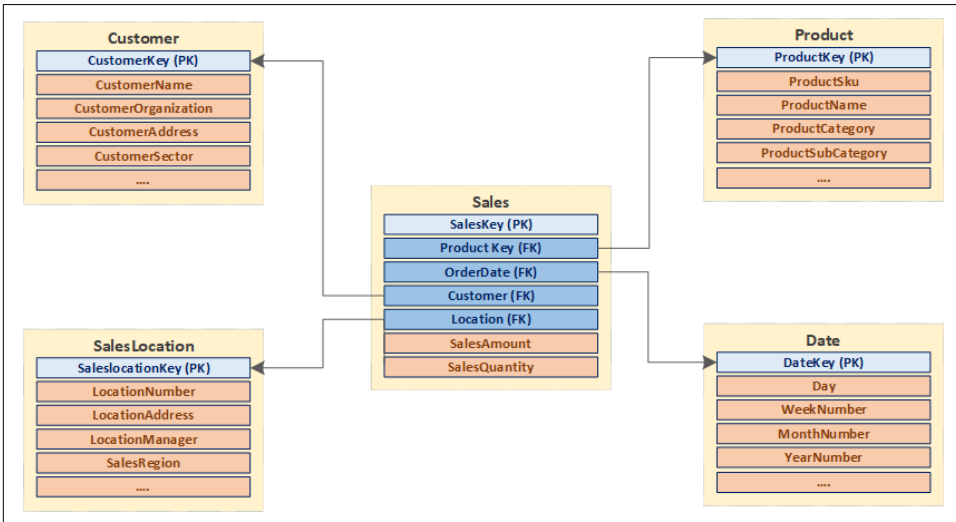 Customer
CustomerKey (PK)
CustomerName
CustomerOrganization
CustomerAddress
CustomerSector
....
Product
ProductKey (PK)
ProductSku
ProductName
ProductCategory
ProductSubCategory
....
Sales
SalesKey (PK)
Product Key (FK)
OrderDate (FK)
Customer (FK)
Location (FK)
SalesAmount
SalesQuantity
SalesLocation
SaleslocationKey (PK)
LocationNumber
LocationAddress
LocationManager
SalesRegion
....
Date
DateKey (PK)
Day
WeekNumber
MonthNumber
YearNumber
....